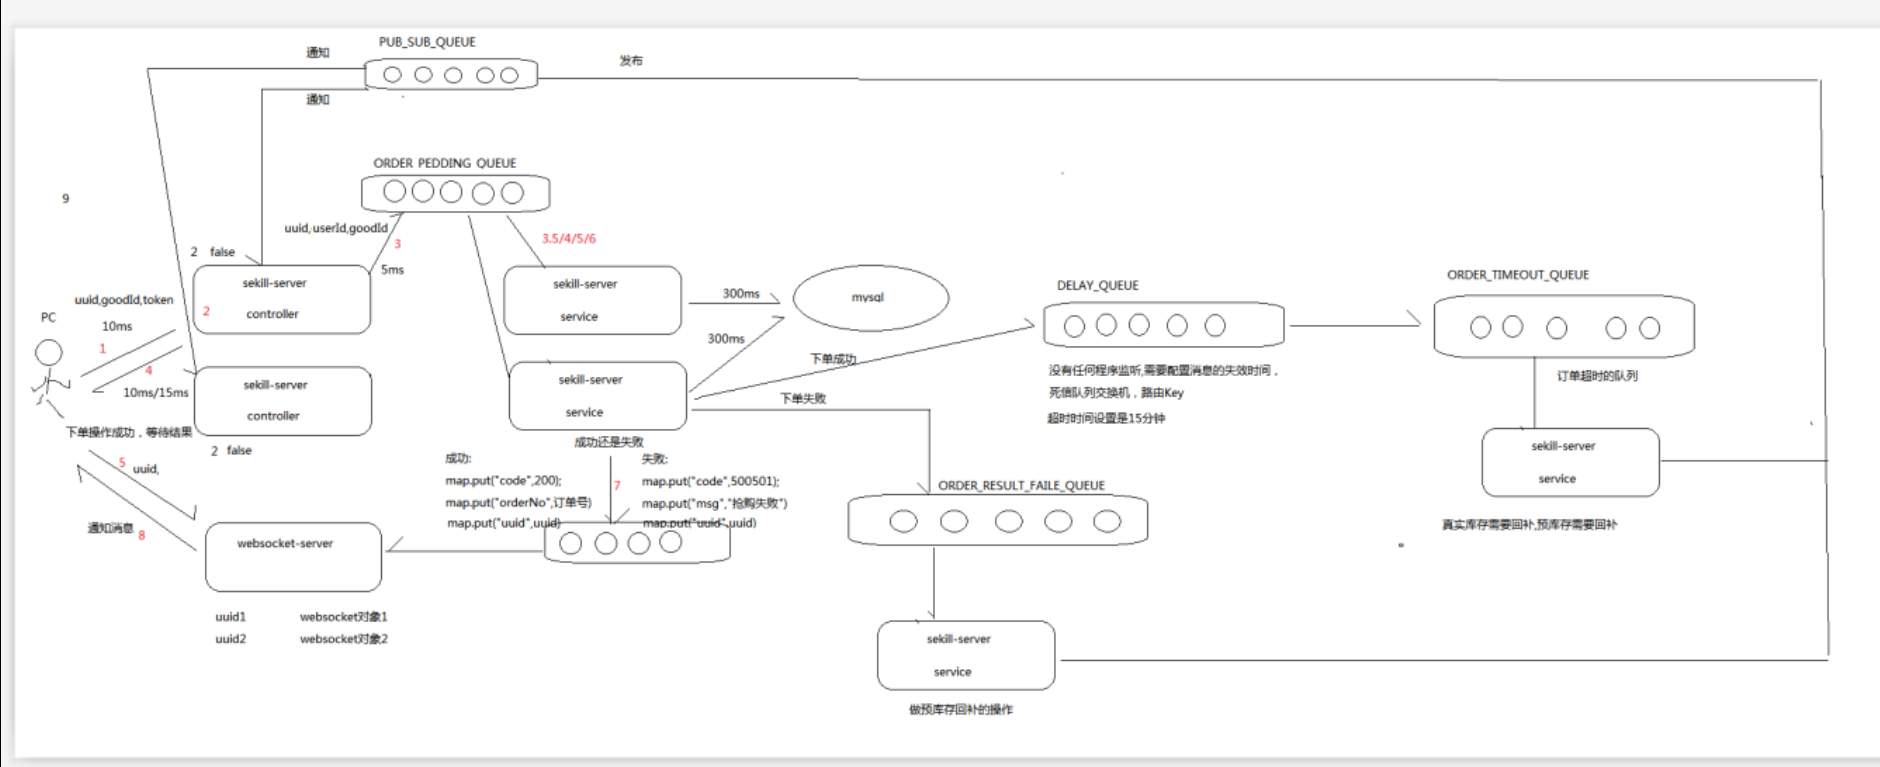 PUB_SUB_QUEUE
通知
发布
通知
ORDER_PEDDING_QUEUE
9
uuid,userId,goodId
3
3.5/4/5/6
2 false
5ms
sekill-server
controller
2
uuid,goodId,token
10ms
PC
1
4
10ms/15ms
sekill-server
controller
下单操作成功，等待结果
2 false
sekill-server
service
300ms
mysql
300ms
sekill-server
service
下单成功
下单失败
DELAY_QUEUE
没有任何程序监听,需要配置消息的失效时间，
死信队列交换机，路由Key
超时时间设置是15分钟
ORDER_TIMEOUT_QUEUE
订单超时的队列
sekill-server
service
真实库存需要回补,预库存需要回补
成功还是失败
成功:
map.put("code",200);
map.put("orderNo",订单号)
map.put("uuid",uuid)
7
失败:
map.put("code",500501);
map.put("msg","抢购失败")
map.put("uuid",uuid)
5 uuid,
通知消息 8
websocket-server
uuid1 websocket对象1
uuid2 websocket对象2
ORDER_RESULT_FAILE_QUEUE
sekill-server
service
做预库存回补的操作